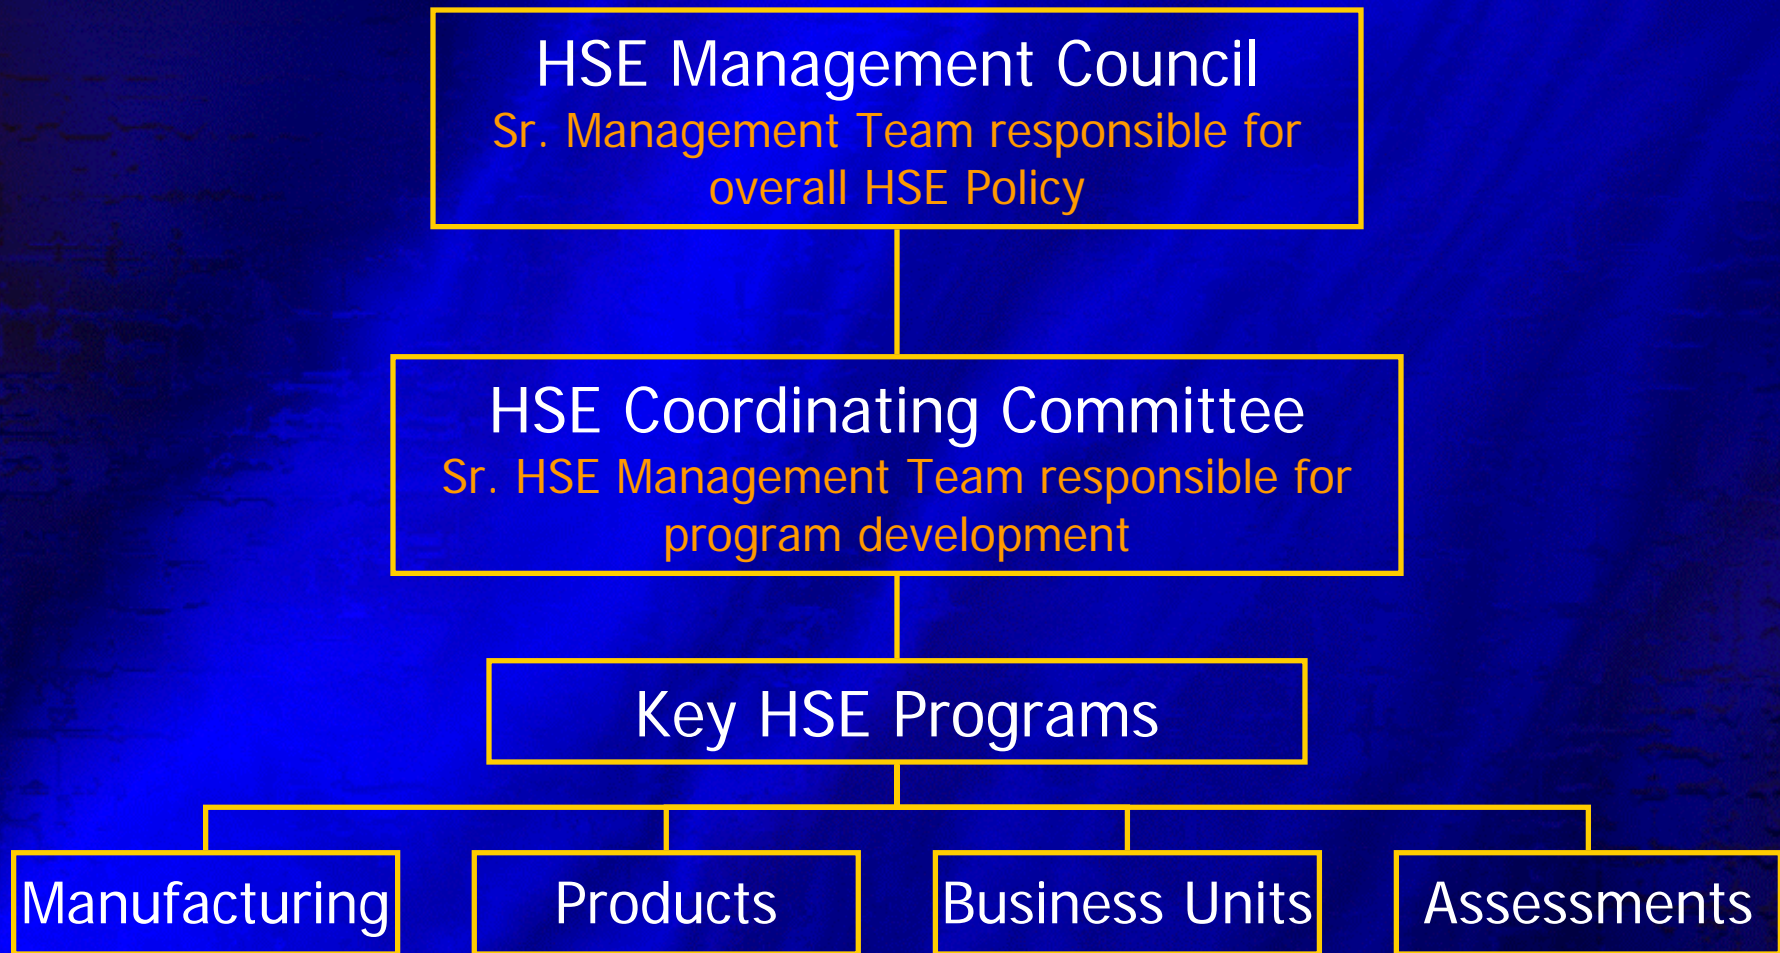 HSE Management Council
Sr. Management Team responsible for
overall HSE Policy
HSE Coordinating Committee
Sr. HSE Management Team responsible for
program development
Key HSE Programs
Manufacturing
Products
Business Units
Assessments